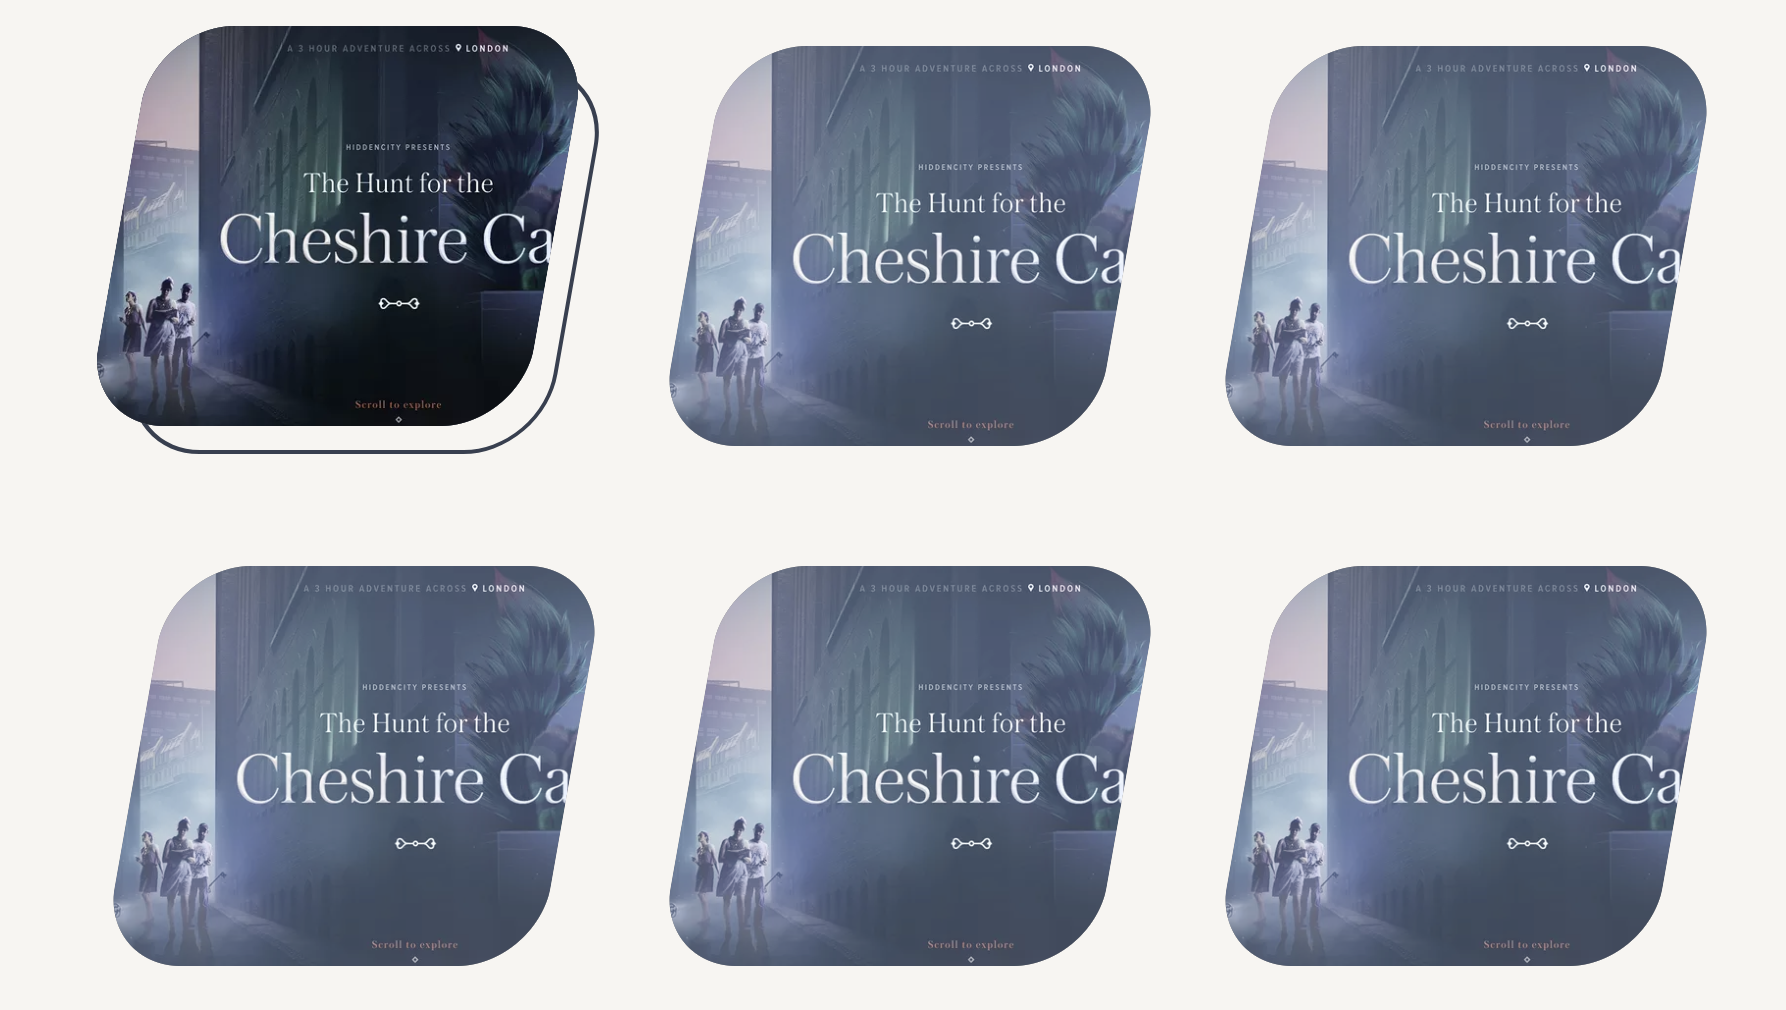 A 3 HOUR ADVENTURE ACROSS LONDON
HIDDENCITY PRESENTS
The Hunt for the
Cheshire Ca
Scroll to explore
A 3 HOUR ADVENTURE ACROSS LONDON
HIDDENCITY PRESENTS
The Hunt for the
Cheshire Ca
Scroll to explore
A 3 HOUR ADVENTURE ACROSS LONDON
HIDDENCITY PRESENTS
The Hunt for the
Cheshire Ca
Scroll to explore
A 3 HOUR ADVENTURE ACROSS LONDON
HIDDENCITY PRESENTS
The Hunt for the
Cheshire Ca
Scroll to explore
A 3 HOUR ADVENTURE ACROSS LONDON
HIDDENCITY PRESENTS
The Hunt for the
Cheshire Ca
Scroll to explore
A 3 HOUR ADVENTURE ACROSS LONDON
HIDDENCITY PRESENTS
The Hunt for the
Cheshire Ca
Scroll to explore